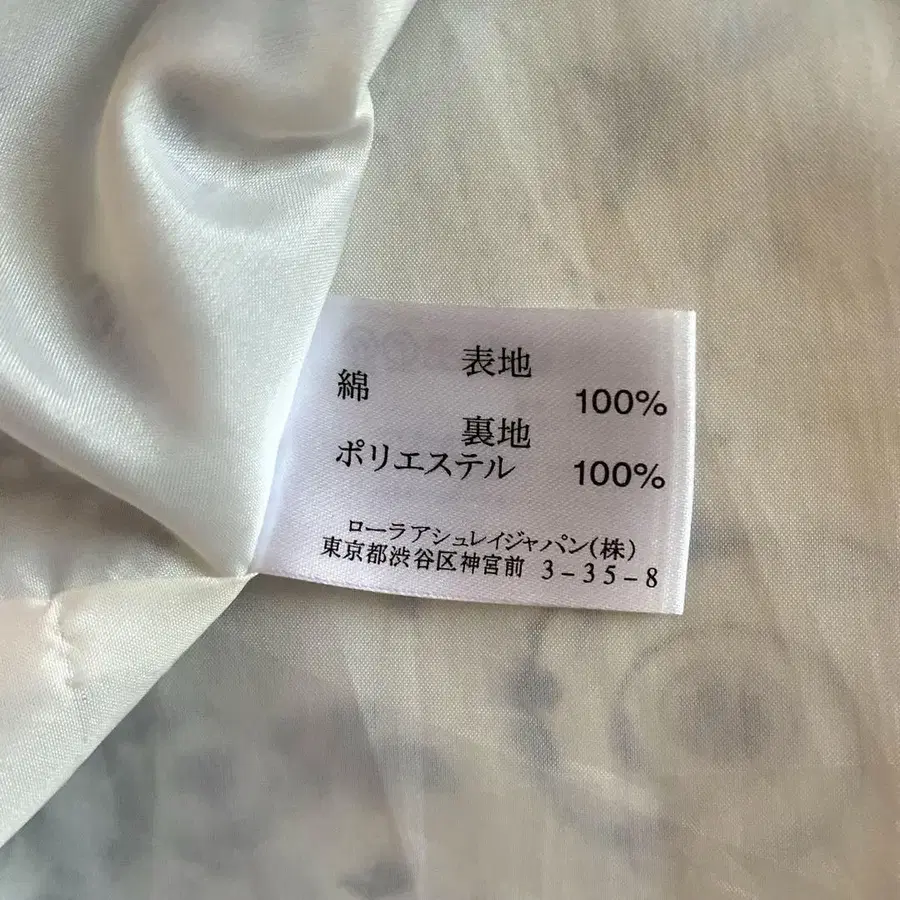 表地
綿 100%
裏地
ポリエステル 100%
ローラアシュレイジャパン(株)
東京都渋谷区神宮前 3-35-8